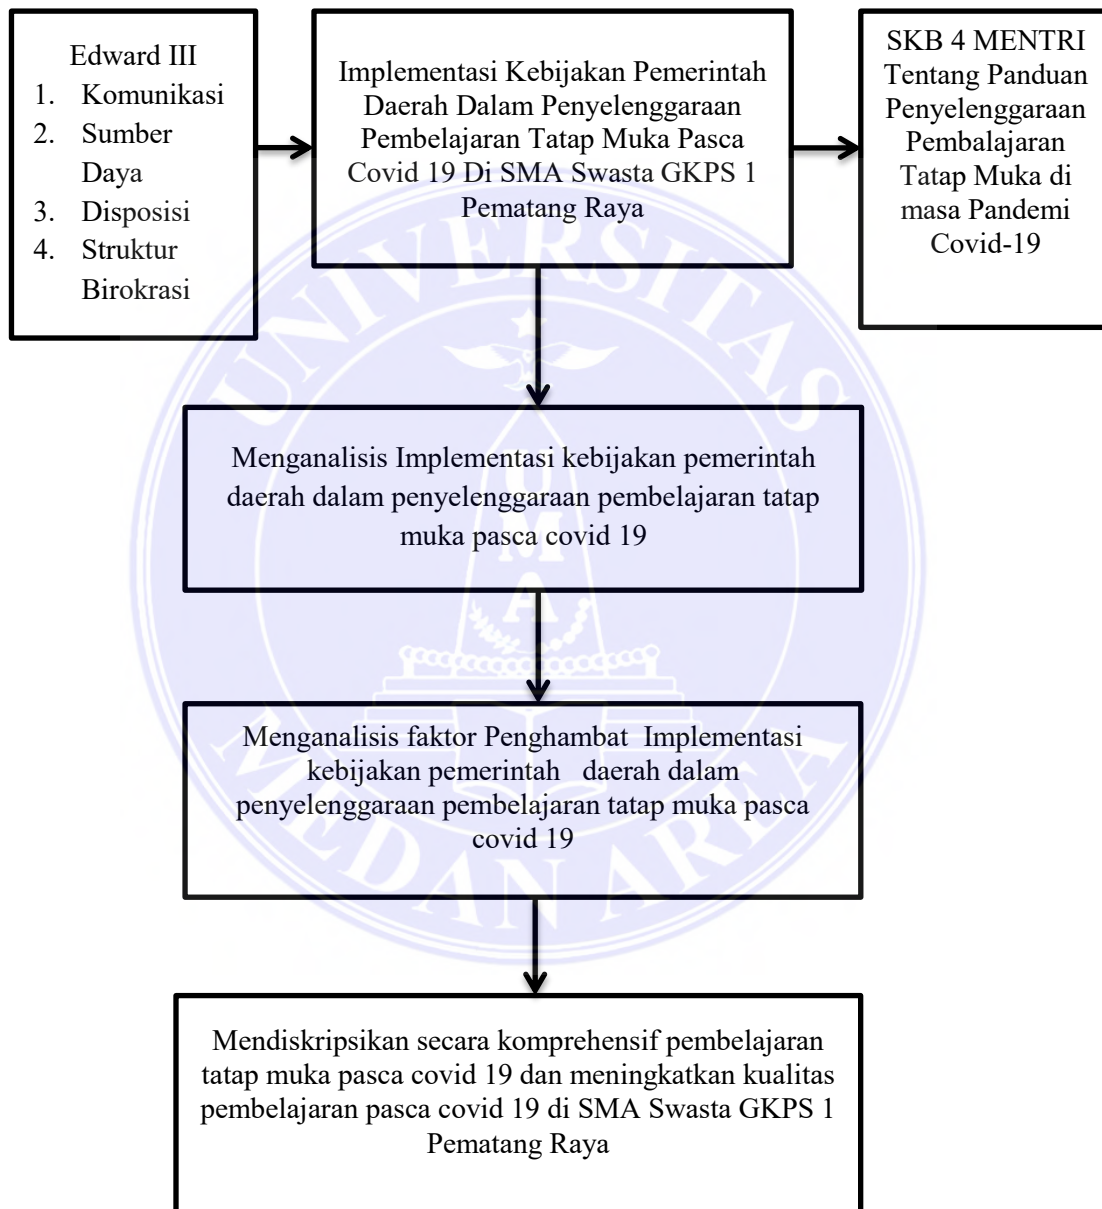 Edward III
1. Komunikasi
2. Sumber
Daya
3. Disposisi
4. Struktur
Birokrasi
Implementasi Kebijakan Pemerintah
Daerah Dalam Penyelenggaraan
Pembelajaran Tatap Muka Pasca
Covid 19 Di SMA Swasta GKPS 1
Pematang Raya
SKB 4 MENTRI
Tentang Panduan
Penyelenggaraan
Pembalajaran
Tatap Muka di
masa Pandemi
Covid-19
Menganalisis Implementasi kebijakan pemerintah
daerah dalam penyelenggaraan pembelajaran tatap
muka pasca covid 19
Menganalisis faktor Penghambat Implementasi
kebijakan pemerintah daerah dalam
penyelenggaraan pembelajaran tatap muka pasca
covid 19
Mendiskripsikan secara komprehensif pembelajaran
tatap muka pasca covid 19 dan meningkatkan kualitas
pembelajaran pasca covid 19 di SMA Swasta GKPS 1
Pematang Raya
UNIVERSITAS
UMA
MEDAN AREA